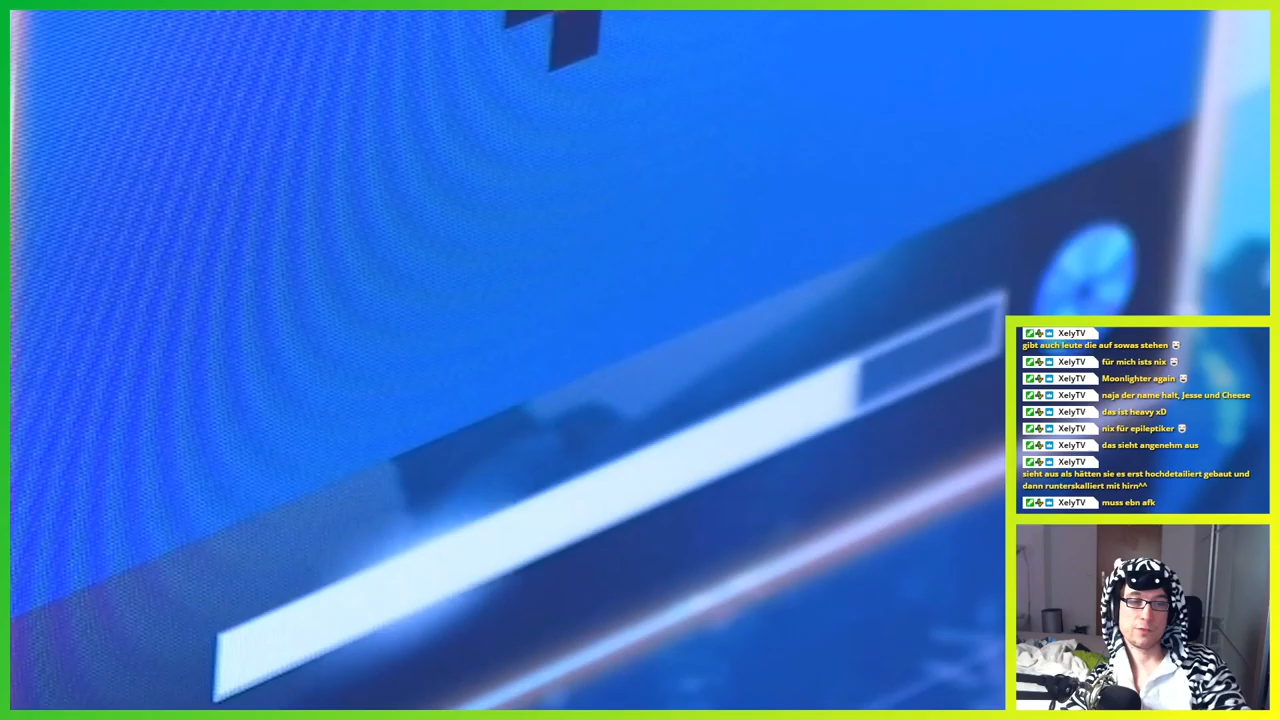 XelyTV
gibt auch leute die auf sowas stehen
XelyTV für mich ists nix
XelyTV Moonlighter again
XelyTV naja der name halt, Jesse und Cheese
XelyTV das ist heavy xD
XelyTV nix für epileptiker
XelyTV das sieht angenehm aus
XelyTV
sieht aus als hätten sie es erst hochdetailiert gebaut und
dann runterskalliert mit hirn^^
XelyTV muss ebn afk